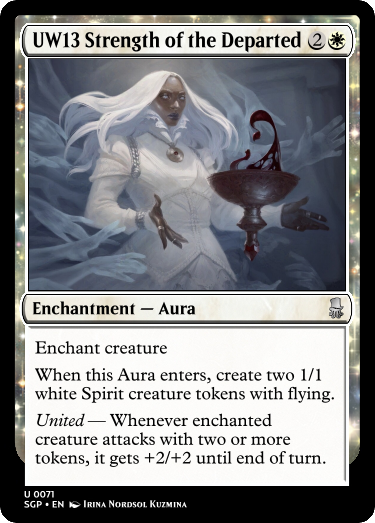 UW13 Strength of the Departed 2
Enchantment — Aura
Enchant creature
When this Aura enters, create two 1/1
white Spirit creature tokens with flying.
United — Whenever enchanted
creature attacks with two or more
tokens, it gets +2/+2 until end of turn.
U 0071
SGP • EN Irina Nordsol Kuzmina